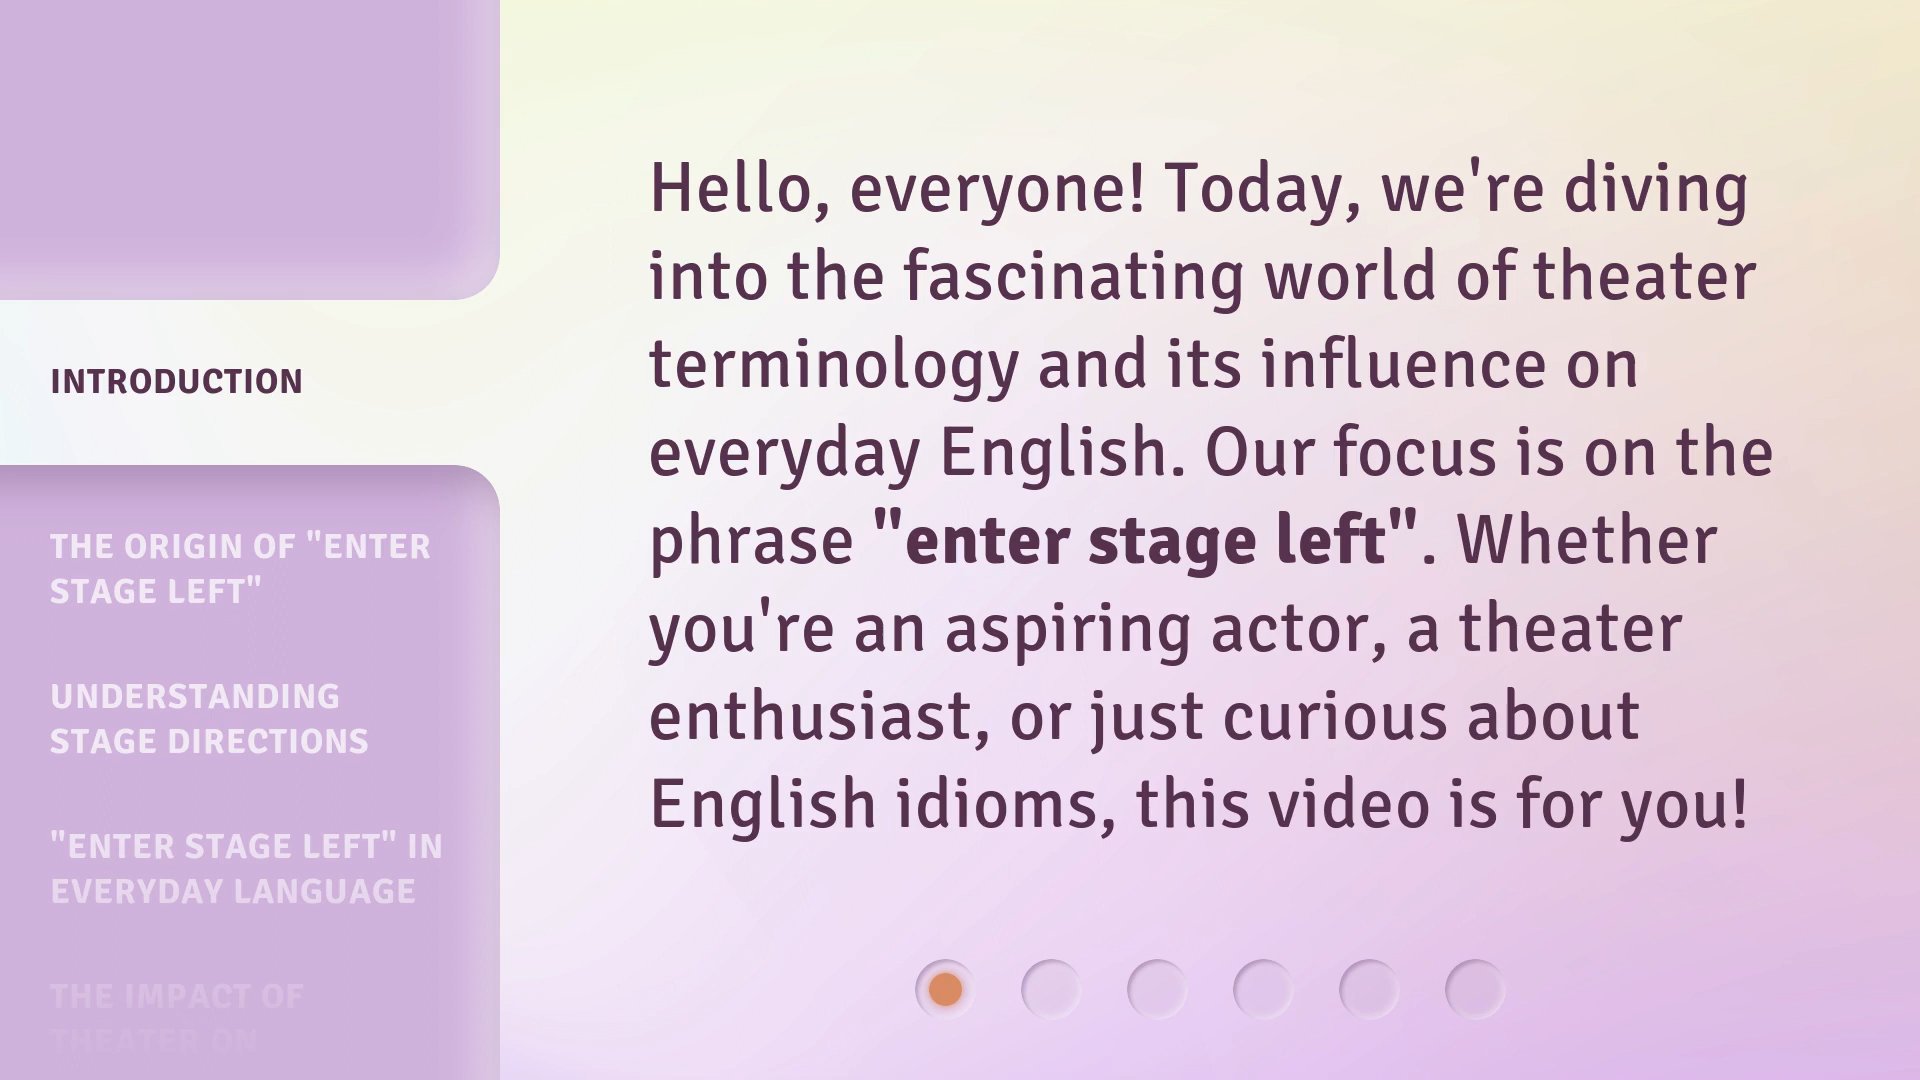 INTRODUCTION
THE ORIGIN OF "ENTER
STAGE LEFT"
UNDERSTANDING
STAGE DIRECTIONS
"ENTER STAGE LEFT" IN
EVERYDAY LANGUAGE
THE IMPACT OF
THEATER ON
Hello, everyone! Today, we're diving
into the fascinating world of theater
terminology and its influence on
everyday English. Our focus is on the
phrase "enter stage left". Whether
you're an aspiring actor, a theater
enthusiast, or just curious about
English idioms, this video is for you!